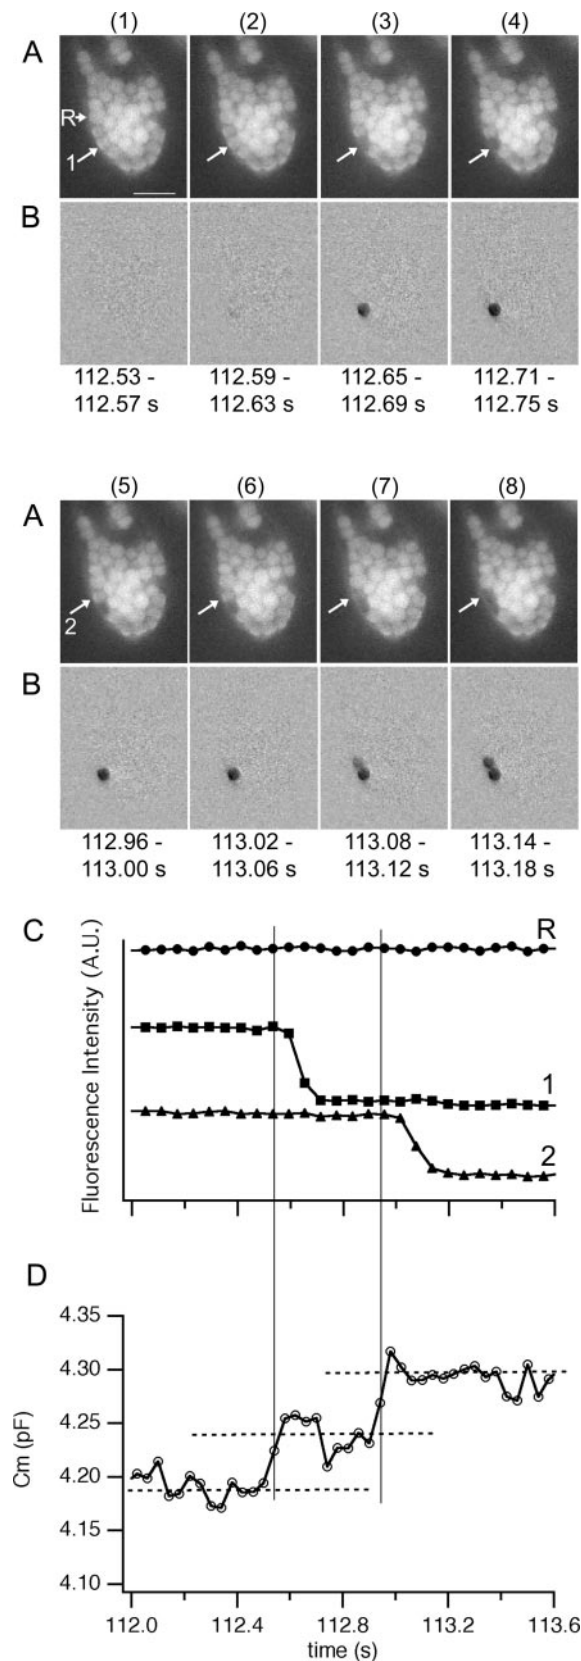 (1) (2) (3) (4)
A
R
1
B
112.53 - 112.59 - 112.65 - 112.71 -
112.57 s 112.63 s 112.69 s 112.75 s
(5) (6) (7) (8)
A
2
B
112.96 - 113.02 - 113.08 - 113.14 -
113.00 s 113.06 s 113.12 s 113.18 s
C
Fluorescence Intensity (A.U.)
R
1
2
D
Cm (pF)
4.35
4.30
4.25
4.20
4.15
4.10
112.0 112.4 112.8 113.2 113.6
time (s)